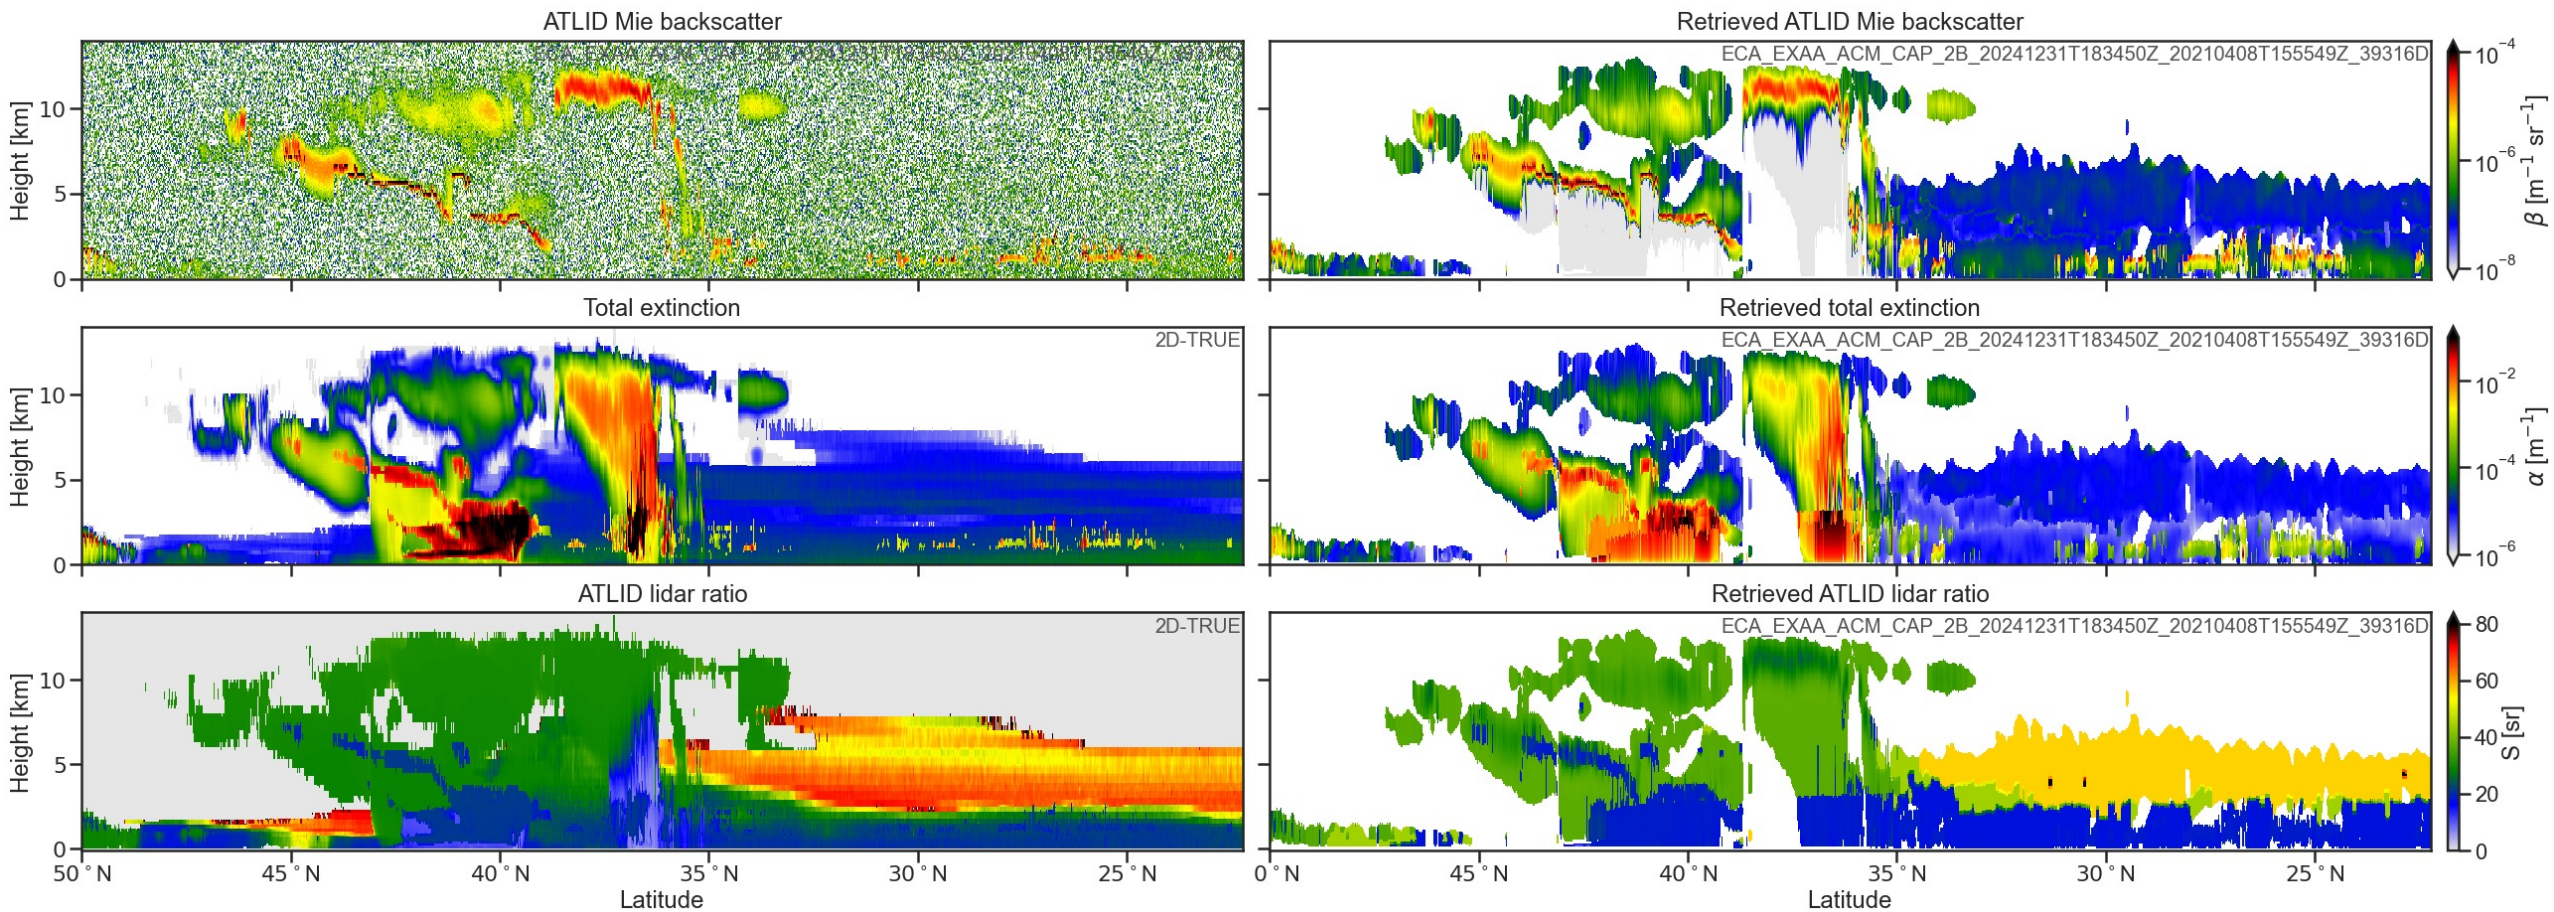 ATLID Mie backscatter
Retrieved ATLID Mie backscatter
ECA_EXAA_ACM_CAP_2B_20241231T183450Z_20210408T155549Z_39316D
Height [km]
10
5
0
10⁻⁴
10⁻⁶
10⁻⁸
β [m⁻¹ sr⁻¹]
Total extinction
Retrieved total extinction
2D-TRUE
ECA_EXAA_ACM_CAP_2B_20241231T183450Z_20210408T155549Z_39316D
Height [km]
10
5
0
10⁻²
10⁻⁴
10⁻⁶
α [m⁻¹]
ATLID lidar ratio
Retrieved ATLID lidar ratio
2D-TRUE
ECA_EXAA_ACM_CAP_2B_20241231T183450Z_20210408T155549Z_39316D
Height [km]
10
5
0
80
60
40
20
0
S [sr]
50°N 45°N 40°N 35°N 30°N 25°N
0°N 45°N 40°N 35°N 30°N 25°N
Latitude
Latitude